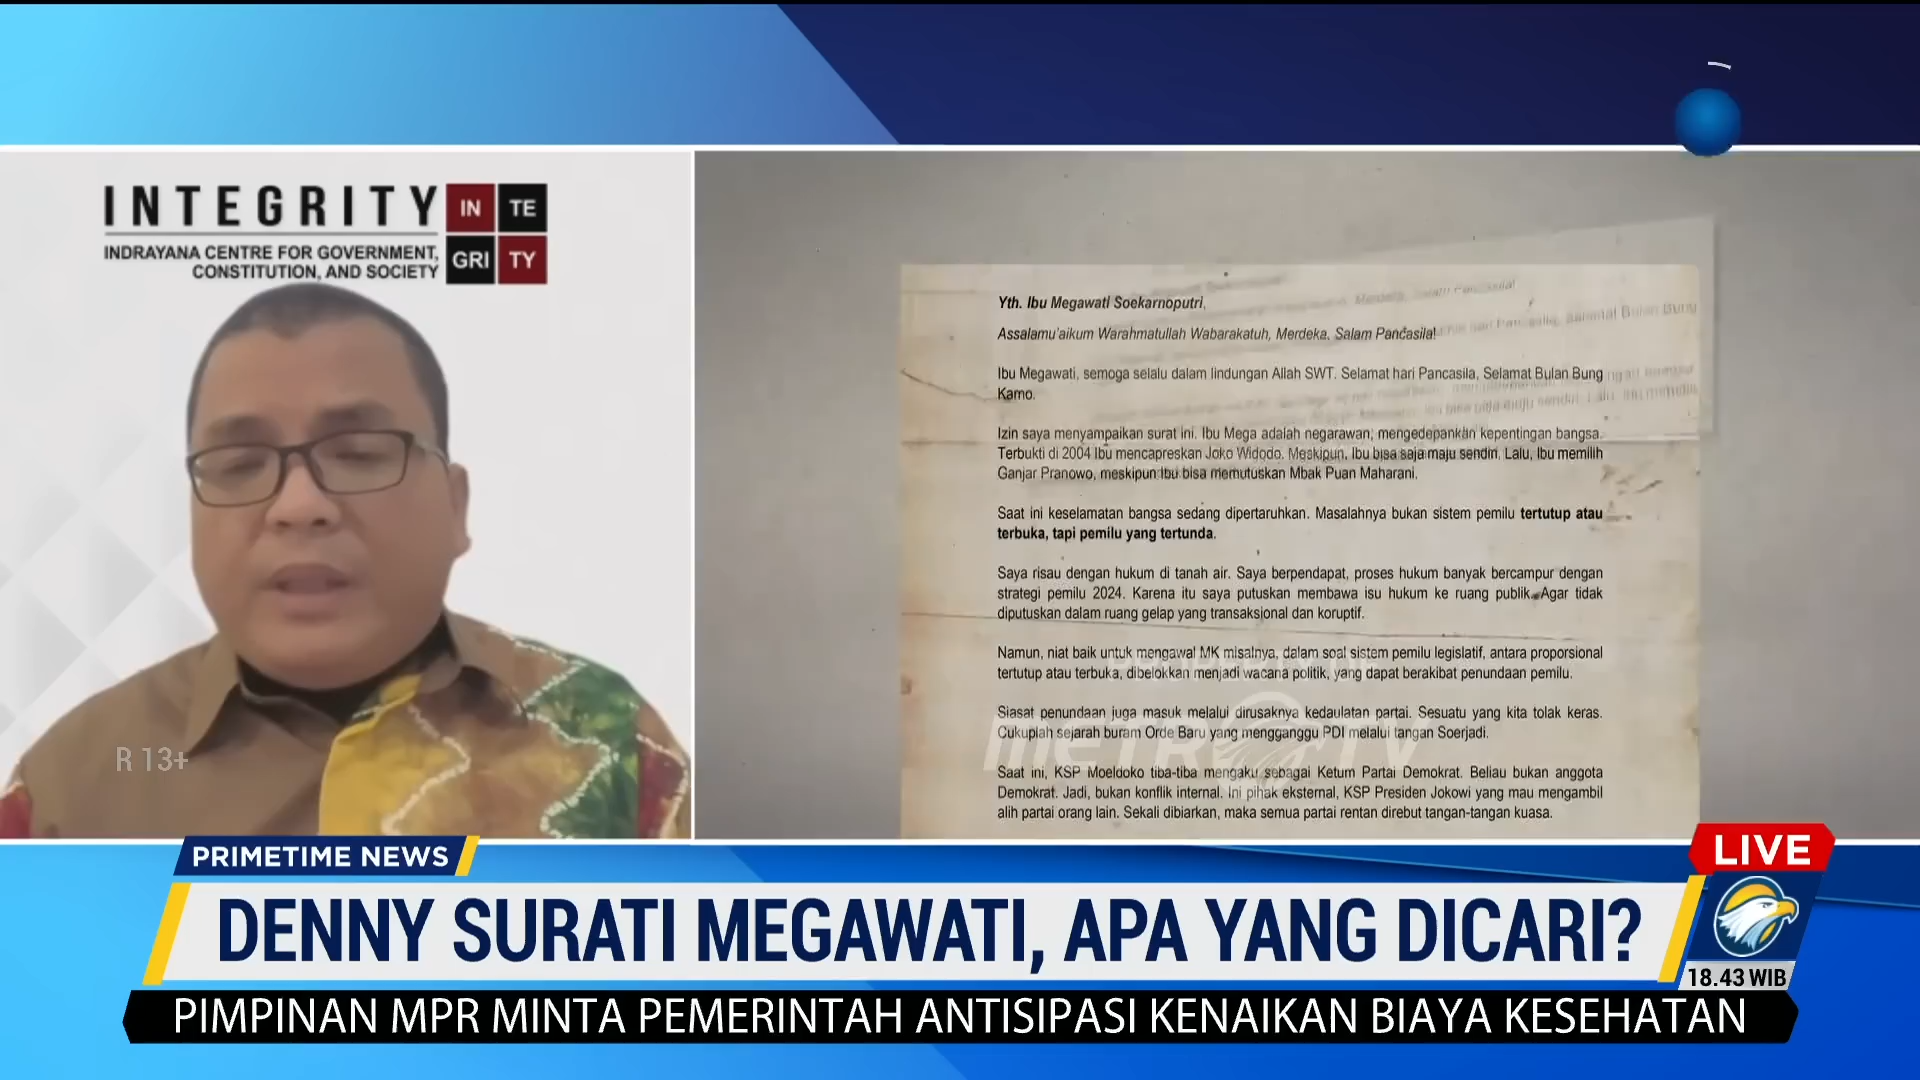 INTEGRITY
IN TE
GRI TY
INDRAYANA CENTRE FOR GOVERNMENT,
CONSTITUTION, AND SOCIETY
Yth. Ibu Megawati Soekarnoputri,
Assalamu'aikum Warahmatullah Wabarakatuh, Merdeka, Salam Pancasila!
Ibu Megawati, semoga selalu dalam lindungan Allah SWT. Selamat hari Pancasila, Selamat Bulan Bung
Karno.
Izin saya menyampaikan surat ini. Ibu Mega adalah negarawan, mengedepankan kepentingan bangsa.
Terbukti di 2004 Ibu mencapreskan Joko Widodo. Meskipun, Ibu bisa saja maju sendiri. Lalu, Ibu memilih
Ganjar Pranowo, meskipun Ibu bisa memutuskan Mbak Puan Maharani.
Saat ini keselamatan bangsa sedang dipertaruhkan. Masalahnya bukan sistem pemilu tertutup atau
terbuka, tapi pemilu yang tertunda.
Saya risau dengan hukum di tanah air. Saya berpendapat, proses hukum banyak bercampur dengan
strategi pemilu 2024. Karena itu saya putuskan membawa isu hukum ke ruang publik. Agar tidak
diputuskan dalam ruang gelap yang transaksional dan koruptif.
Namun, niat baik untuk mengawal MK misalnya, dalam soal sistem pemilu legislatif, antara proporsional
tertutup atau terbuka, dibelokkan menjadi wacana politik, yang dapat berakibat penundaan pemilu.
Siasat penundaan juga masuk melalui dirusaknya kedaulatan partai. Sesuatu yang kita tolak keras.
Cukuplah sejarah buram Orde Baru yang mengganggu PDI melalui tangan Soerjadi.
Saat ini, KSP Moeldoko tiba-tiba mengaku sebagai Ketum Partai Demokrat. Beliau bukan anggota
Demokrat. Jadi, bukan konflik internal. Ini pihak eksternal, KSP Presiden Jokowi yang mau mengambil
alih partai orang lain. Sekali dibiarkan, maka semua partai rentan direbut tangan-tangan kuasa.
PROPERTY OF
METRO TV
R 13+
PRIMETIME NEWS
LIVE
DENNY SURATI MEGAWATI, APA YANG DICARI?
18.43 WIB
PIMPINAN MPR MINTA PEMERINTAH ANTISIPASI KENAIKAN BIAYA KESEHATAN